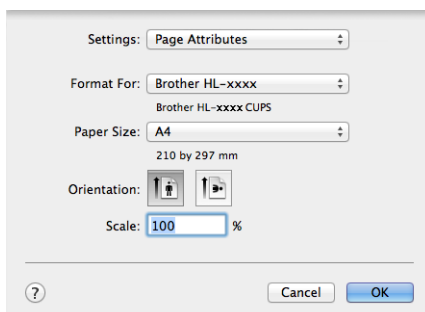 Settings: Page Attributes
Format For: Brother HL-xxxx
Brother HL-xxxx CUPS
Paper Size: A4
210 by 297 mm
Orientation:
Scale: 100 %
? Cancel OK